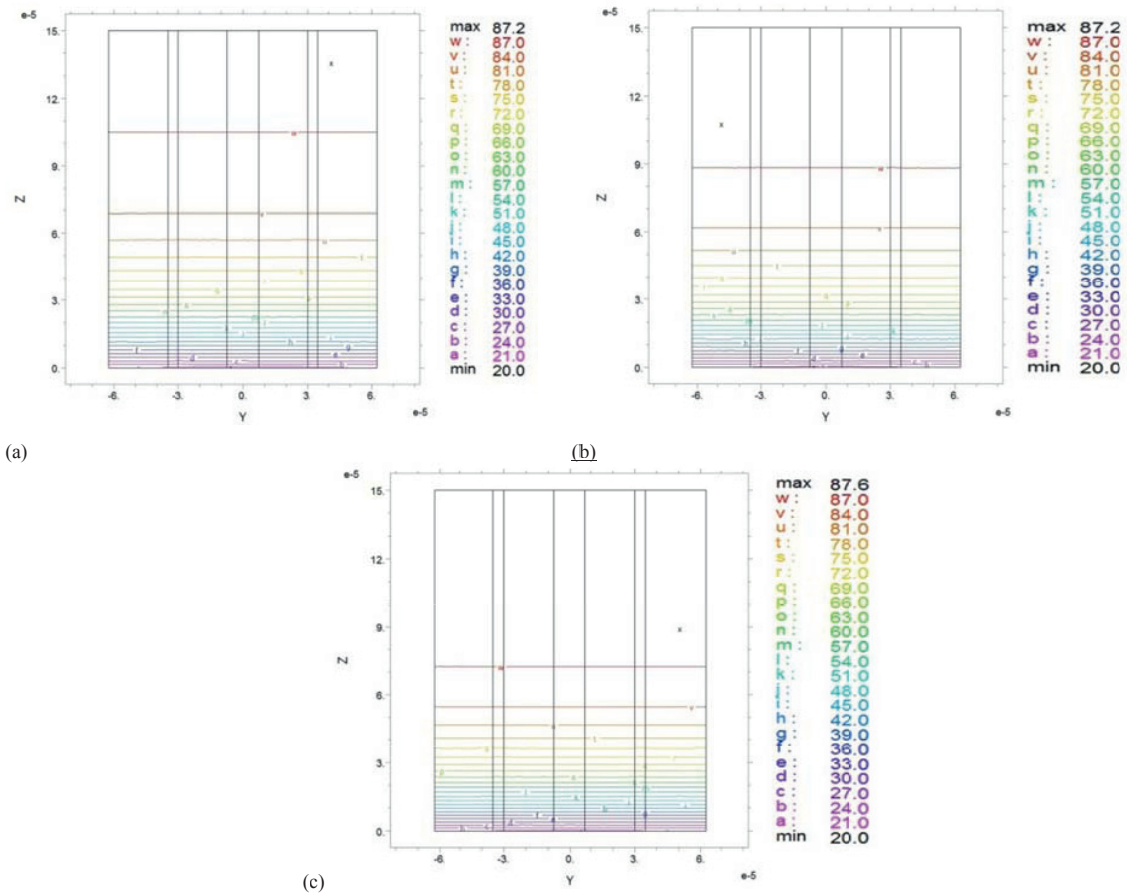 e-5
15.
12.
9.
6.
3.
0.
Z
-6.
-3.
0.
3.
6.
e-5
Y
max 87.2
w : 87.0
v : 84.0
u : 81.0
t : 78.0
s : 75.0
r : 72.0
q : 69.0
p : 66.0
o : 63.0
n : 60.0
m : 57.0
l : 54.0
k : 51.0
j : 48.0
i : 45.0
h : 42.0
g : 39.0
f : 36.0
e : 33.0
d : 30.0
c : 27.0
b : 24.0
a : 21.0
min 20.0
(a)
e-5
15.
12.
9.
6.
3.
0.
Z
-6.
-3.
0.
3.
6.
e-5
Y
max 87.2
w : 87.0
v : 84.0
u : 81.0
t : 78.0
s : 75.0
r : 72.0
q : 69.0
p : 66.0
o : 63.0
n : 60.0
m : 57.0
l : 54.0
k : 51.0
j : 48.0
i : 45.0
h : 42.0
g : 39.0
f : 36.0
e : 33.0
d : 30.0
c : 27.0
b : 24.0
a : 21.0
min 20.0
(b)
e-5
15.
12.
9.
6.
3.
0.
Z
-6.
-3.
0.
3.
6.
e-5
Y
max 87.6
w : 87.0
v : 84.0
u : 81.0
t : 78.0
s : 75.0
r : 72.0
q : 69.0
p : 66.0
o : 63.0
n : 60.0
m : 57.0
l : 54.0
k : 51.0
j : 48.0
i : 45.0
h : 42.0
g : 39.0
f : 36.0
e : 33.0
d : 30.0
c : 27.0
b : 24.0
a : 21.0
min 20.0
(c)